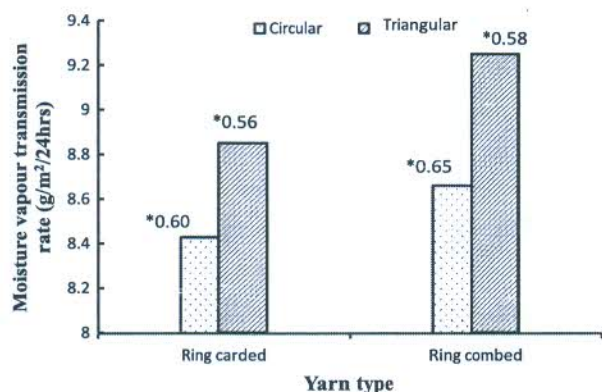 9.4
9.2
9
8.8
8.6
8.4
8.2
8
Moisture vapour transmission
rate (g/m²/24hrs)
Circular
Triangular
*0.60
*0.56
*0.65
*0.58
Ring carded
Ring combed
Yarn type